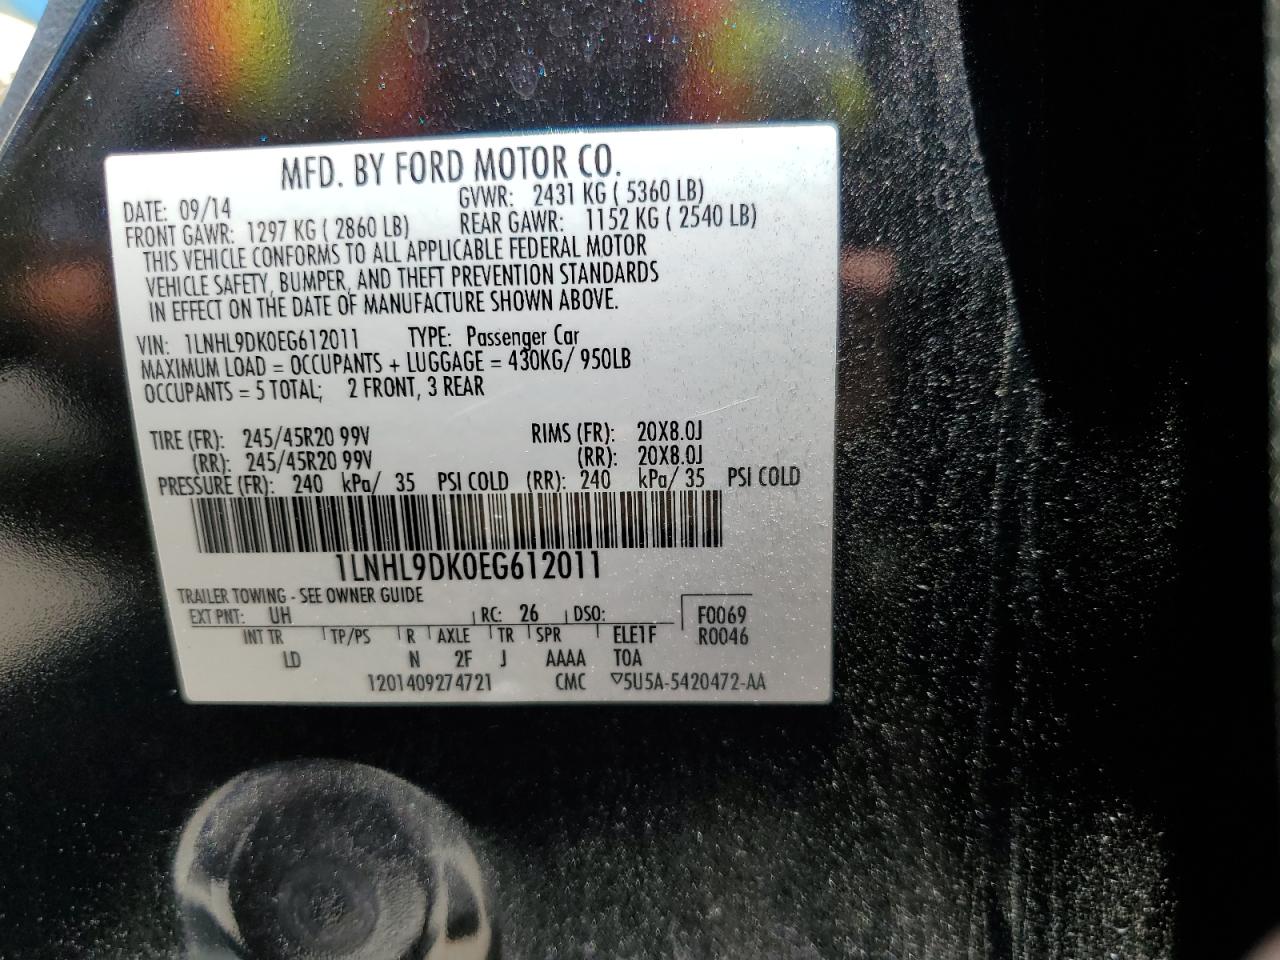 MFD. BY FORD MOTOR CO.
DATE: 09/14 GVWR: 2431 KG ( 5360 LB)
FRONT GAWR: 1297 KG ( 2860 LB) REAR GAWR: 1152 KG ( 2540 LB)
THIS VEHICLE CONFORMS TO ALL APPLICABLE FEDERAL MOTOR
VEHICLE SAFETY, BUMPER, AND THEFT PREVENTION STANDARDS
IN EFFECT ON THE DATE OF MANUFACTURE SHOWN ABOVE.
VIN: 1LNHL9DK0EG612011 TYPE: Passenger Car
MAXIMUM LOAD = OCCUPANTS + LUGGAGE = 430KG/ 950LB
OCCUPANTS = 5 TOTAL; 2 FRONT, 3 REAR
TIRE (FR): 245/45R20 99V RIMS (FR): 20X8.0J
(RR): 245/45R20 99V (RR): 20X8.0J
PRESSURE (FR): 240 kPa/ 35 PSI COLD (RR): 240 kPa/ 35 PSI COLD
1LNHL9DK0EG612011
TRAILER TOWING - SEE OWNER GUIDE
EXT PNT: UH RC: 26 DSO: F0069
INT TR TP/PS R AXLE TR SPR ELE1F R0046
LD N 2F J AAAA TOA
1201409274721 CMC ▽5U5A-5420472-AA